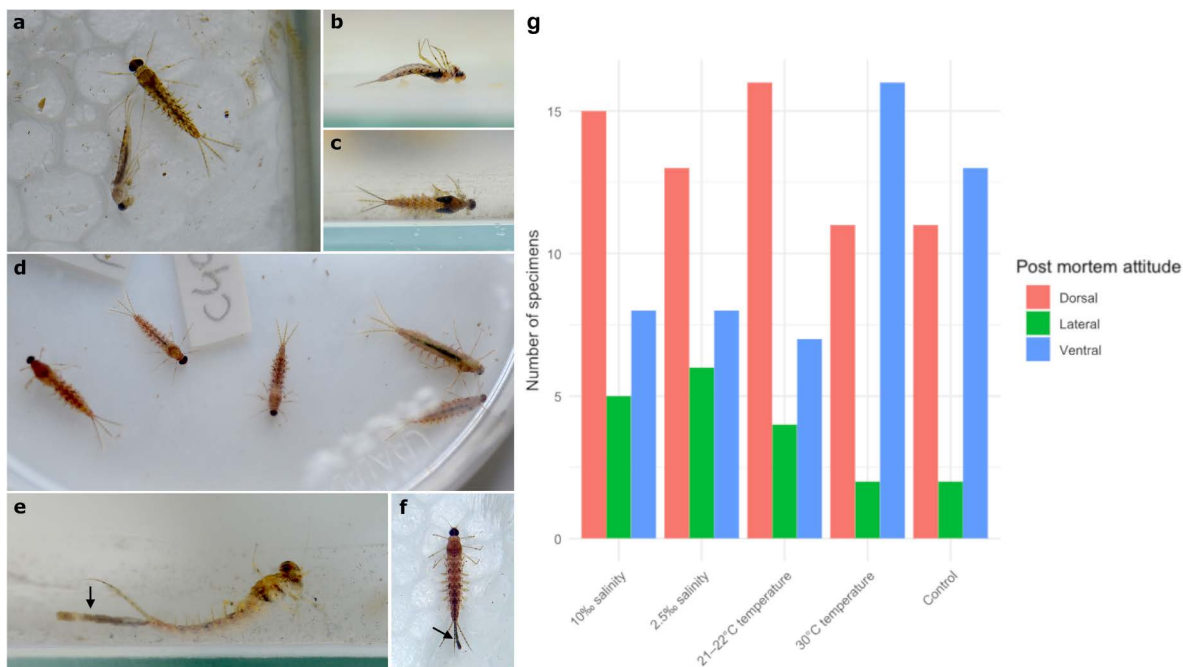 a
b
c
d
e
f
g
15
10
5
0
Number of specimens
10‰ salinity
2.5‰ salinity
21–22°C temperature
30°C temperature
Control
Post mortem attitude
Dorsal
Lateral
Ventral